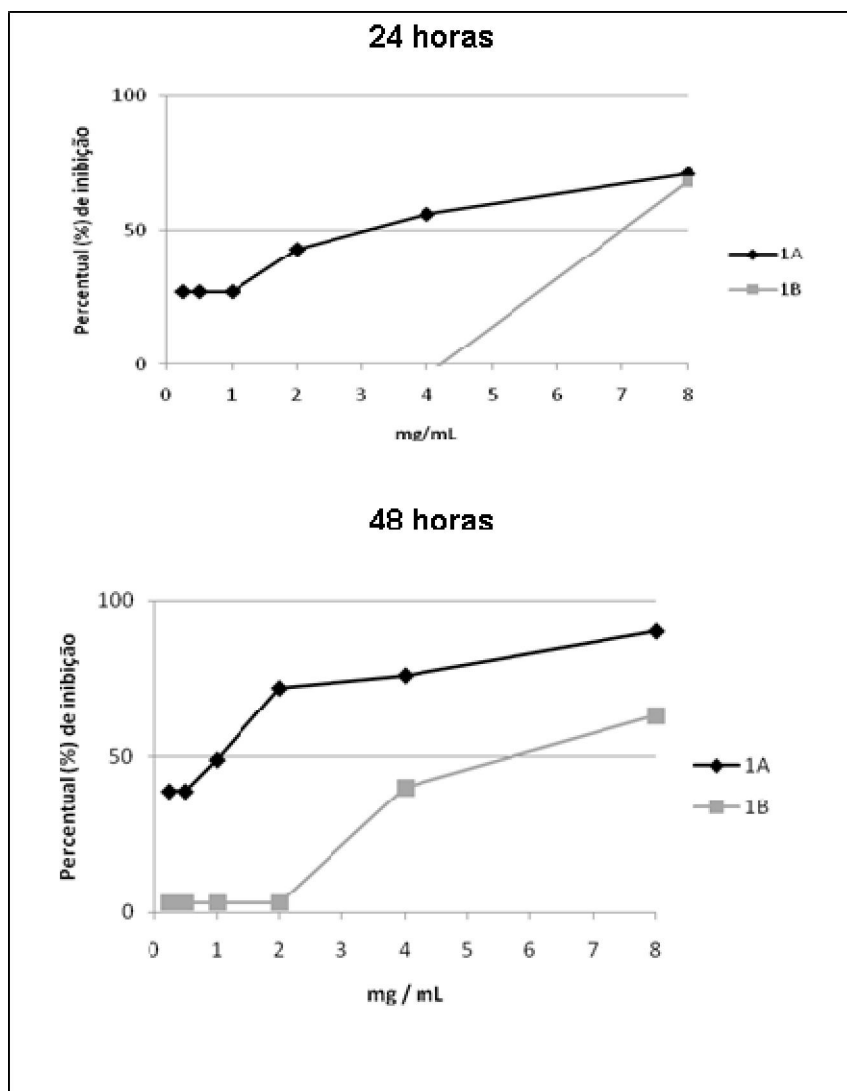 24 horas
100
50
0
Percentual (%) de inibição
0 1 2 3 4 5 6 7 8
mg/mL
1A
1B
48 horas
100
50
0
Percentual (%) de inibição
0 1 2 3 4 5 6 7 8
mg / mL
1A
1B